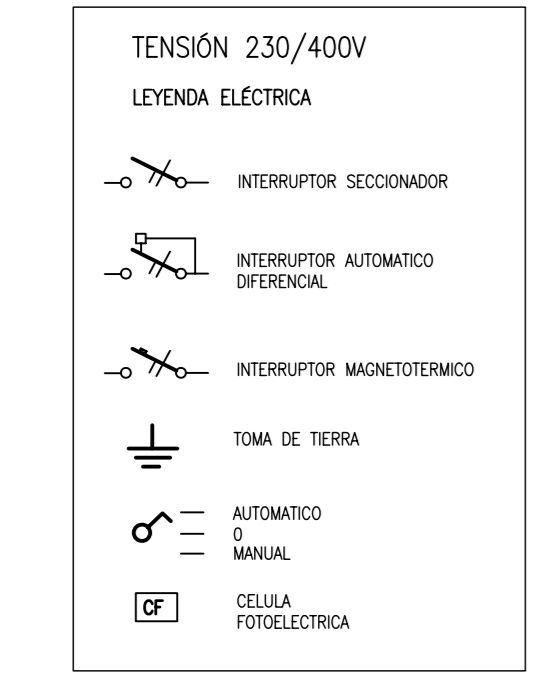 TENSIÓN 230/400V
LEYENDA ELÉCTRICA
INTERRUPTOR SECCIONADOR
INTERRUPTOR AUTOMATICO
DIFERENCIAL
INTERRUPTOR MAGNETOTERMICO
TOMA DE TIERRA
AUTOMATICO
0
MANUAL
CF
CELULA
FOTOELECTRICA